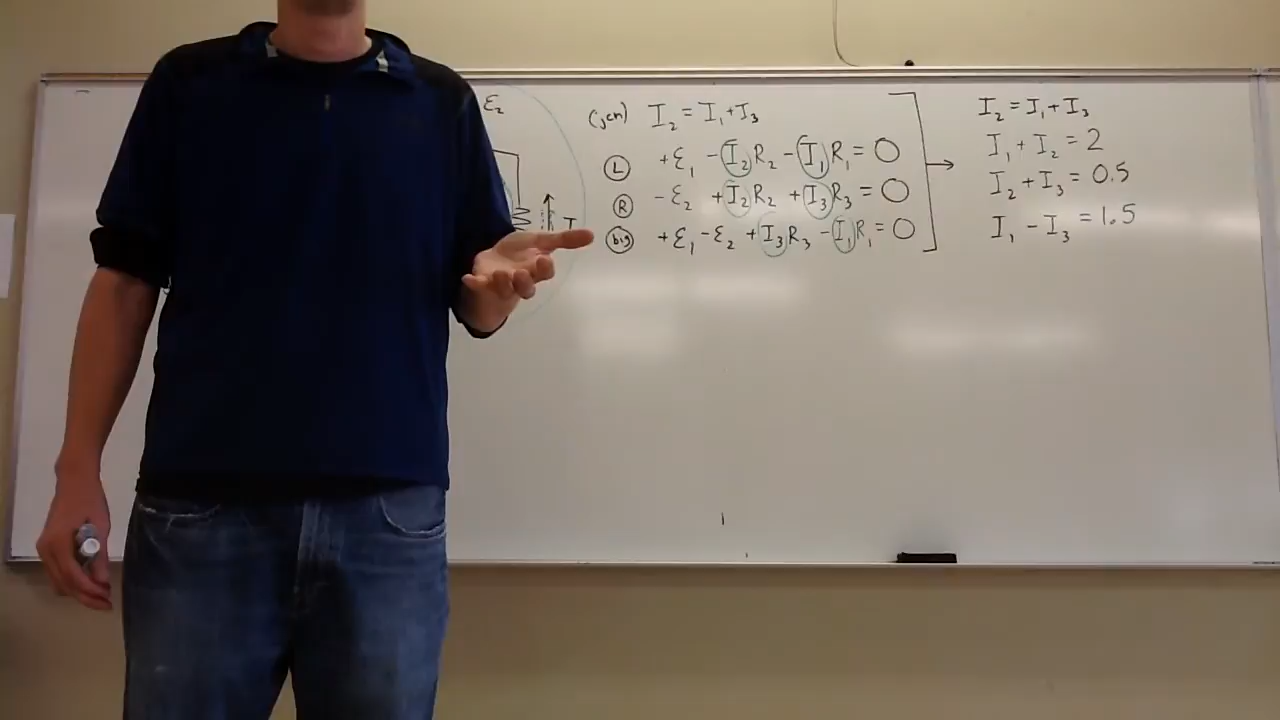 ε₂
(jcn) I₂ = I₁ + I₃
(L) +ε₁ - I₂R₂ - I₁R₁ = 0
(R) -ε₂ + I₂R₂ + I₃R₃ = 0
(big) +ε₁ - ε₂ + I₃R₃ - I₁R₁ = 0
I₂ = I₁ + I₃
I₁ + I₂ = 2
I₂ + I₃ = 0.5
I₁ - I₃ = 1.5